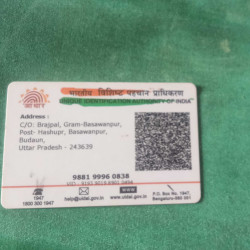 भारतीय विशिष्ट पहचान प्राधिकरण
UNIQUE IDENTIFICATION AUTHORITY OF INDIA
आधार
Address :
C/O: Brajpal, Gram-Basawanpur,
Post- Hashupr, Basawanpur,
Budaun,
Uttar Pradesh - 243639
9881 9996 0838
1947
1800 300 1947
help@uidai.gov.in
www.uidai.gov.in
P.O. Box No. 1947,
Bengaluru-560 001